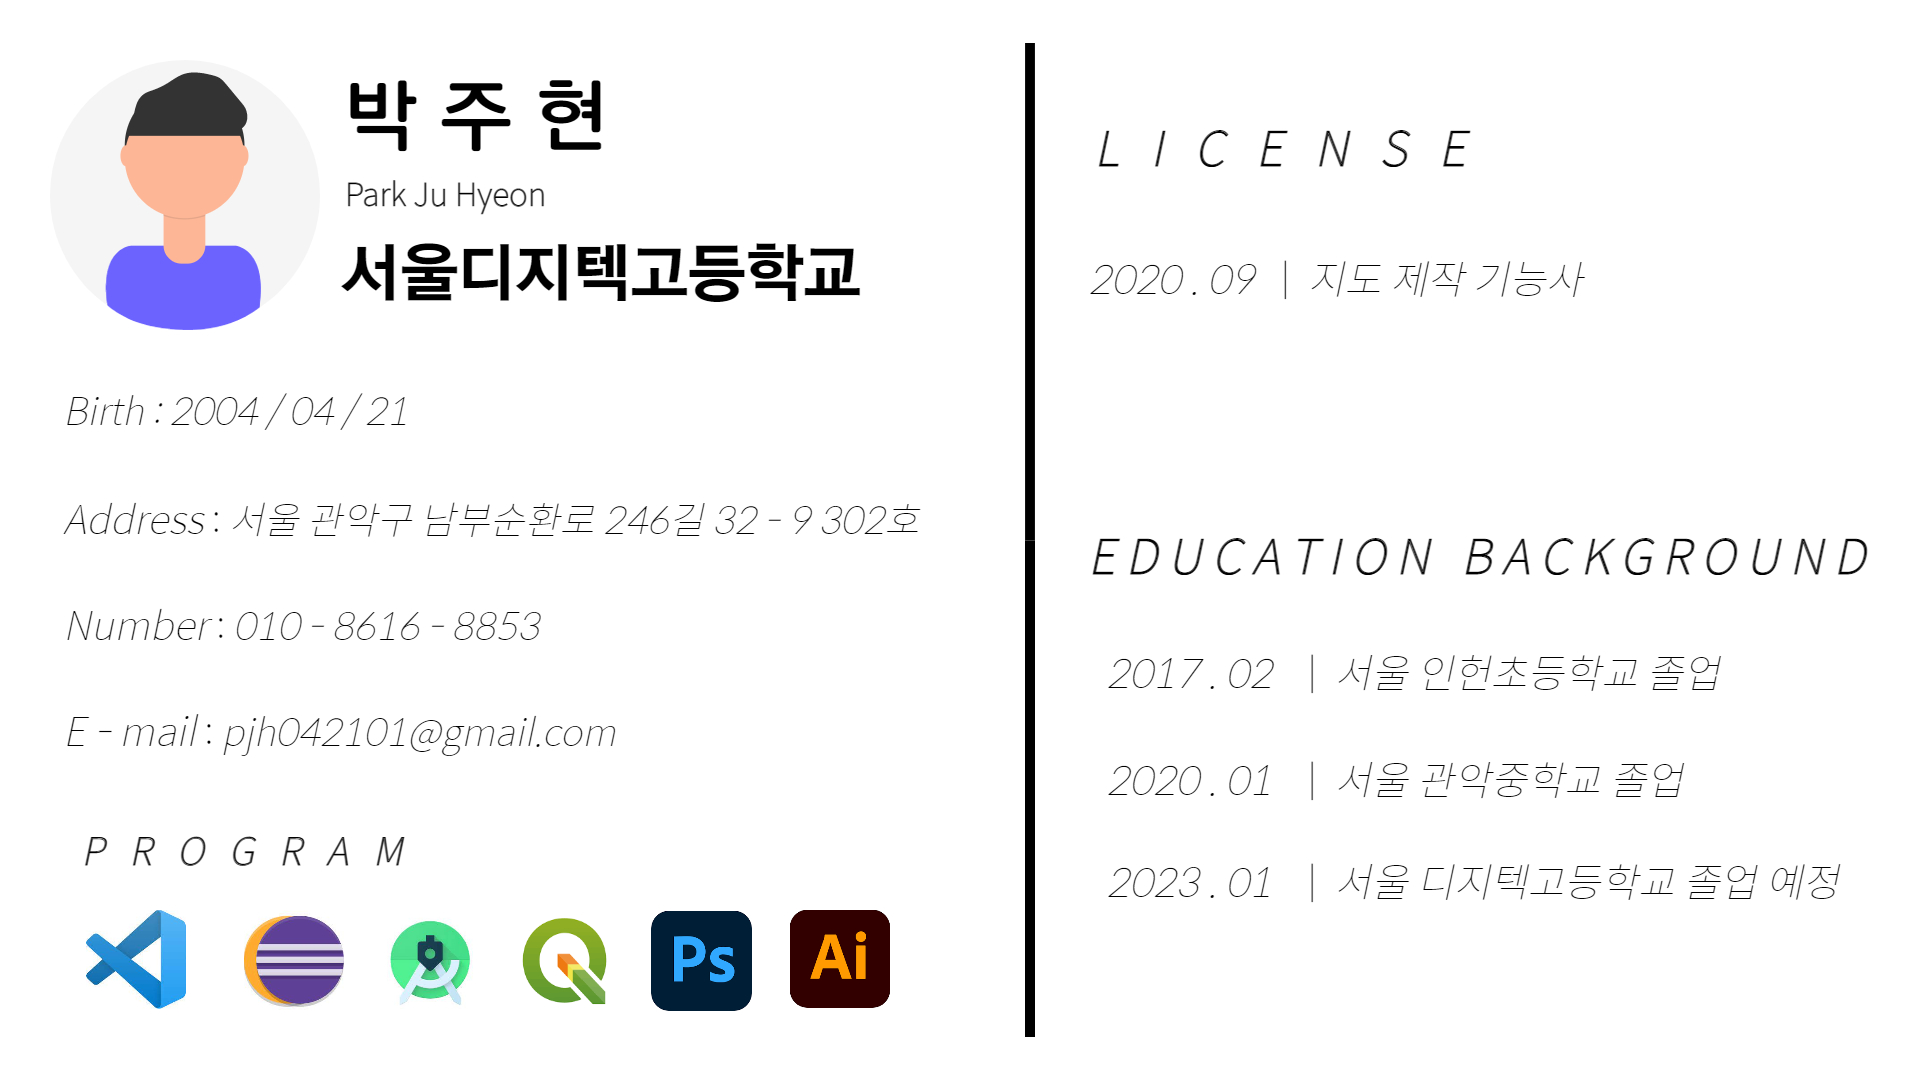 박 주 현
Park Ju Hyeon
서울디지텍고등학교
Birth : 2004 / 04 / 21
Address : 서울 관악구 남부순환로 246길 32 - 9 302호
Number : 010 - 8616 - 8853
E - mail : pjh042101@gmail.com
P R O G R A M
Ps
Ai
L I C E N S E
2020 . 09 | 지도 제작 기능사
EDUCATION BACKGROUND
2017 . 02 | 서울 인헌초등학교 졸업
2020 . 01 | 서울 관악중학교 졸업
2023 . 01 | 서울 디지텍고등학교 졸업 예정